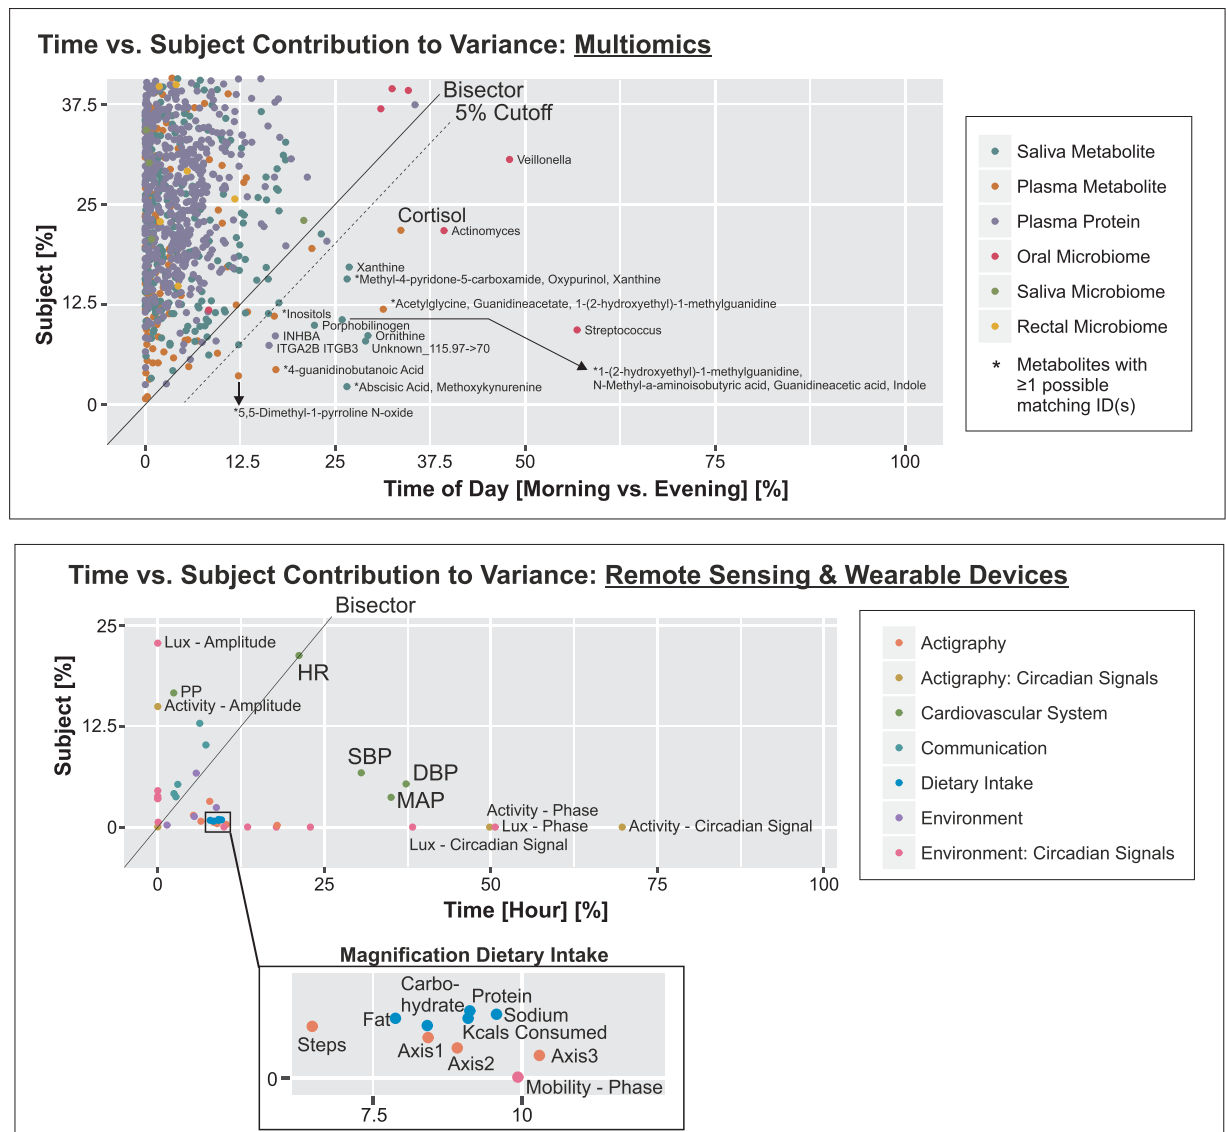 Time vs. Subject Contribution to Variance: Multiomics
Bisector
5% Cutoff
37.5
25
12.5
0
Subject [%]
Veillonella
Cortisol
Actinomyces
Xanthine
*Methyl-4-pyridone-5-carboxamide, Oxypurinol, Xanthine
*Acetylglycine, Guanidineacetate, 1-(2-hydroxyethyl)-1-methylguanidine
*Inositols
Porphobilinogen
Streptococcus
INHBA
Ornithine
ITGA2B ITGB3
Unknown_115.97->70
*4-guanidinobutanoic Acid
*1-(2-hydroxyethyl)-1-methylguanidine,
N-Methyl-a-aminoisobutyric acid, Guanidineacetic acid, Indole
*Abscisic Acid, Methoxykynurenine
*5,5-Dimethyl-1-pyrroline N-oxide
0 12.5 25 37.5 50 75 100
Time of Day [Morning vs. Evening] [%]
Saliva Metabolite
Plasma Metabolite
Plasma Protein
Oral Microbiome
Saliva Microbiome
Rectal Microbiome
* Metabolites with
≥1 possible
matching ID(s)
Time vs. Subject Contribution to Variance: Remote Sensing & Wearable Devices
Bisector
25
12.5
0
Subject [%]
Lux - Amplitude
HR
PP
Activity - Amplitude
SBP
DBP
MAP
Activity - Phase
Lux - Phase
Activity - Circadian Signal
Lux - Circadian Signal
0 25 50 75 100
Time [Hour] [%]
Actigraphy
Actigraphy: Circadian Signals
Cardiovascular System
Communication
Dietary Intake
Environment
Environment: Circadian Signals
Magnification Dietary Intake
Carbo-
hydrate
Protein
Fat
Sodium
Kcals Consumed
Steps
Axis1
Axis2
Axis3
0
Mobility - Phase
7.5 10